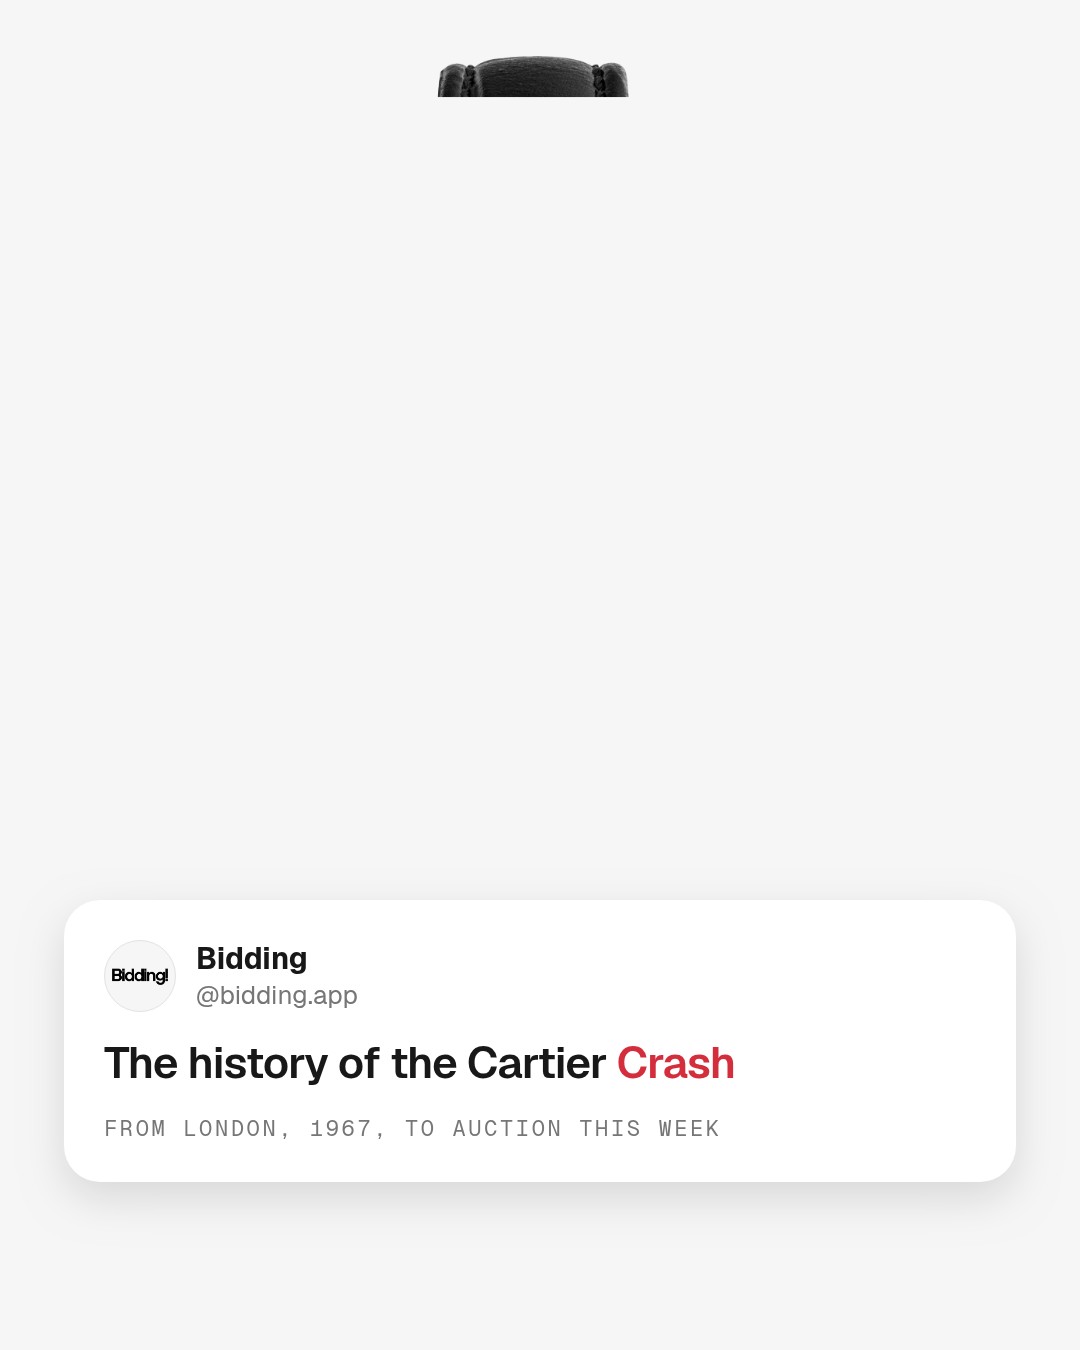 Bidding!
Bidding
@bidding.app
The history of the Cartier Crash
FROM LONDON, 1967, TO AUCTION THIS WEEK